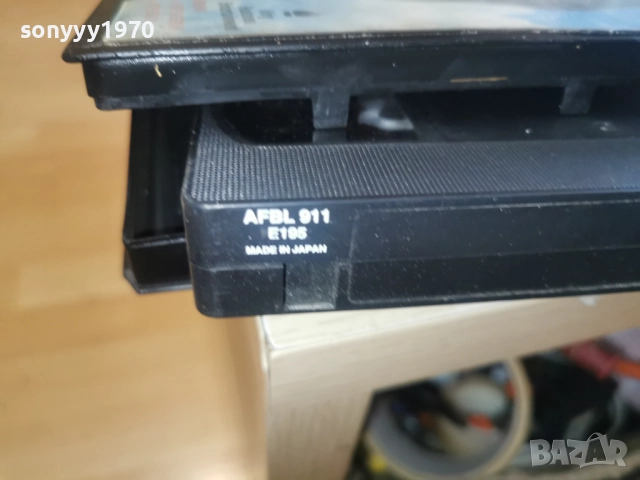 sonyyy1970
AFBL 911
E195
MADE IN JAPAN
BAZAR